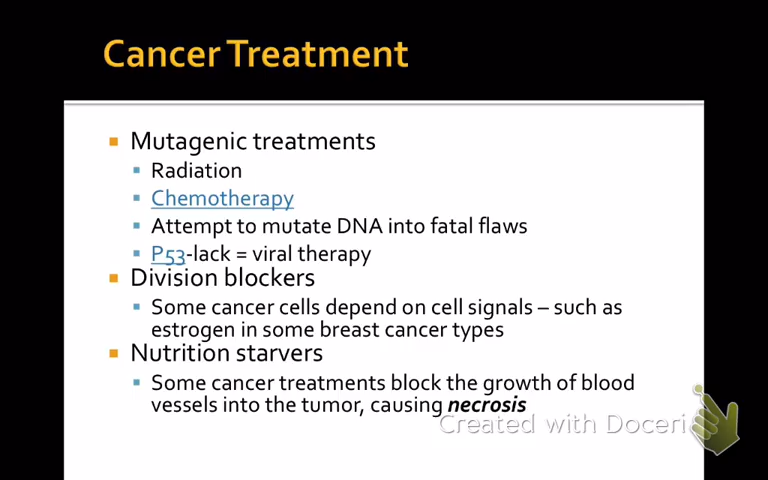 Cancer Treatment
Mutagenic treatments
Radiation
Chemotherapy
Attempt to mutate DNA into fatal flaws
P53-lack = viral therapy
Division blockers
Some cancer cells depend on cell signals – such as
estrogen in some breast cancer types
Nutrition starvers
Some cancer treatments block the growth of blood
vessels into the tumor, causing necrosis
Created with Doceri